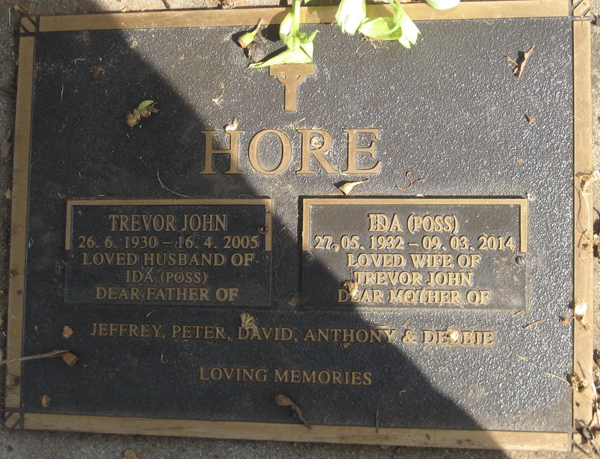 HORE
TREVOR JOHN
26. 6. 1930 – 16. 4. 2005
LOVED HUSBAND OF
IDA (POSS)
DEAR FATHER OF
IDA (POSS)
27. 05. 1932 – 09. 03. 2014
LOVED WIFE OF
TREVOR JOHN
DEAR MOTHER OF
JEFFREY, PETER, DAVID, ANTHONY & DEBBIE
LOVING MEMORIES